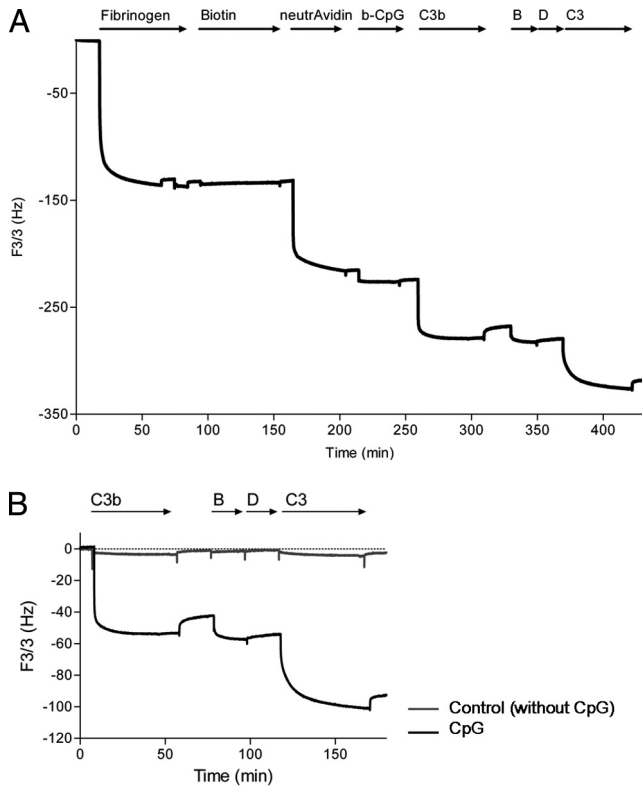 A
Fibrinogen Biotin neutrAvidin b-CpG C3b B D C3
-50
-150
-250
-350
F3/3 (Hz)
0 50 100 150 200 250 300 350 400
Time (min)
B
C3b B D C3
0
-20
-40
-60
-80
-100
-120
F3/3 (Hz)
0 50 100 150
Time (min)
Control (without CpG)
CpG